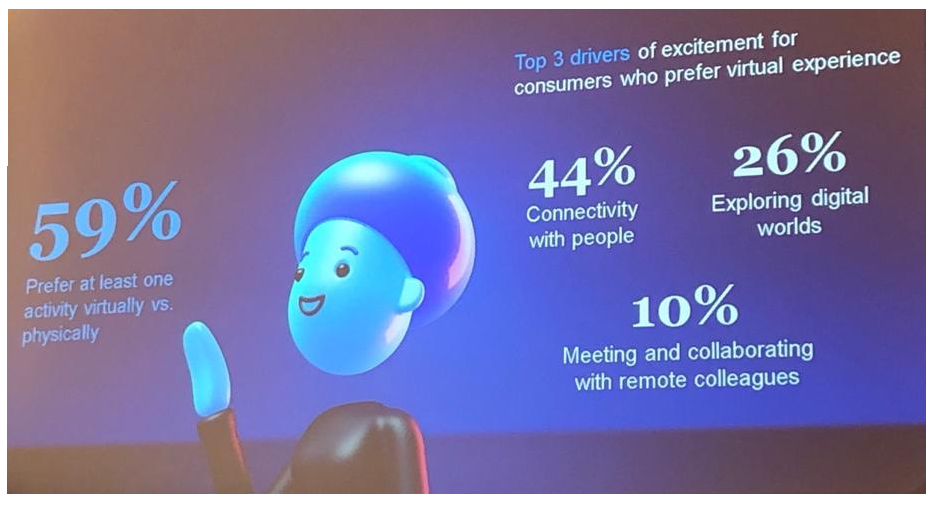 Top 3 drivers of excitement for
consumers who prefer virtual experience
59%
Prefer at least one
activity virtually vs.
physically
44%
Connectivity
with people
26%
Exploring digital
worlds
10%
Meeting and collaborating
with remote colleagues